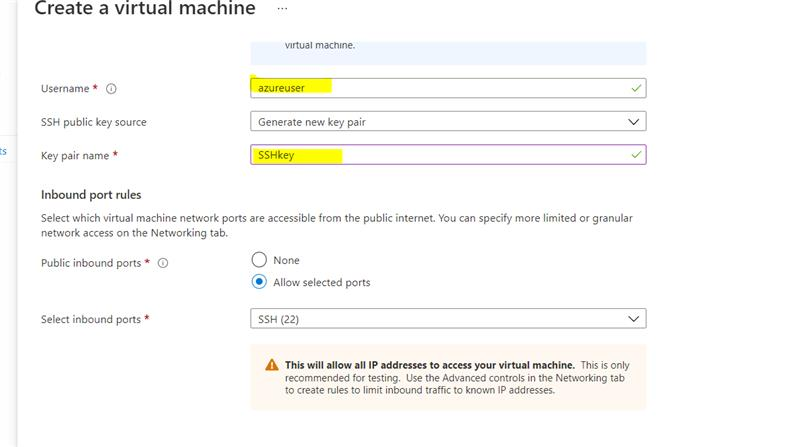 Create a virtual machine ...
virtual machine.
Username * azureuser
SSH public key source Generate new key pair
Key pair name * SSHkey
Inbound port rules
Select which virtual machine network ports are accessible from the public internet. You can specify more limited or granular
network access on the Networking tab.
Public inbound ports * None
Allow selected ports
Select inbound ports * SSH (22)
This will allow all IP addresses to access your virtual machine. This is only
recommended for testing. Use the Advanced controls in the Networking tab
to create rules to limit inbound traffic to known IP addresses.
ts